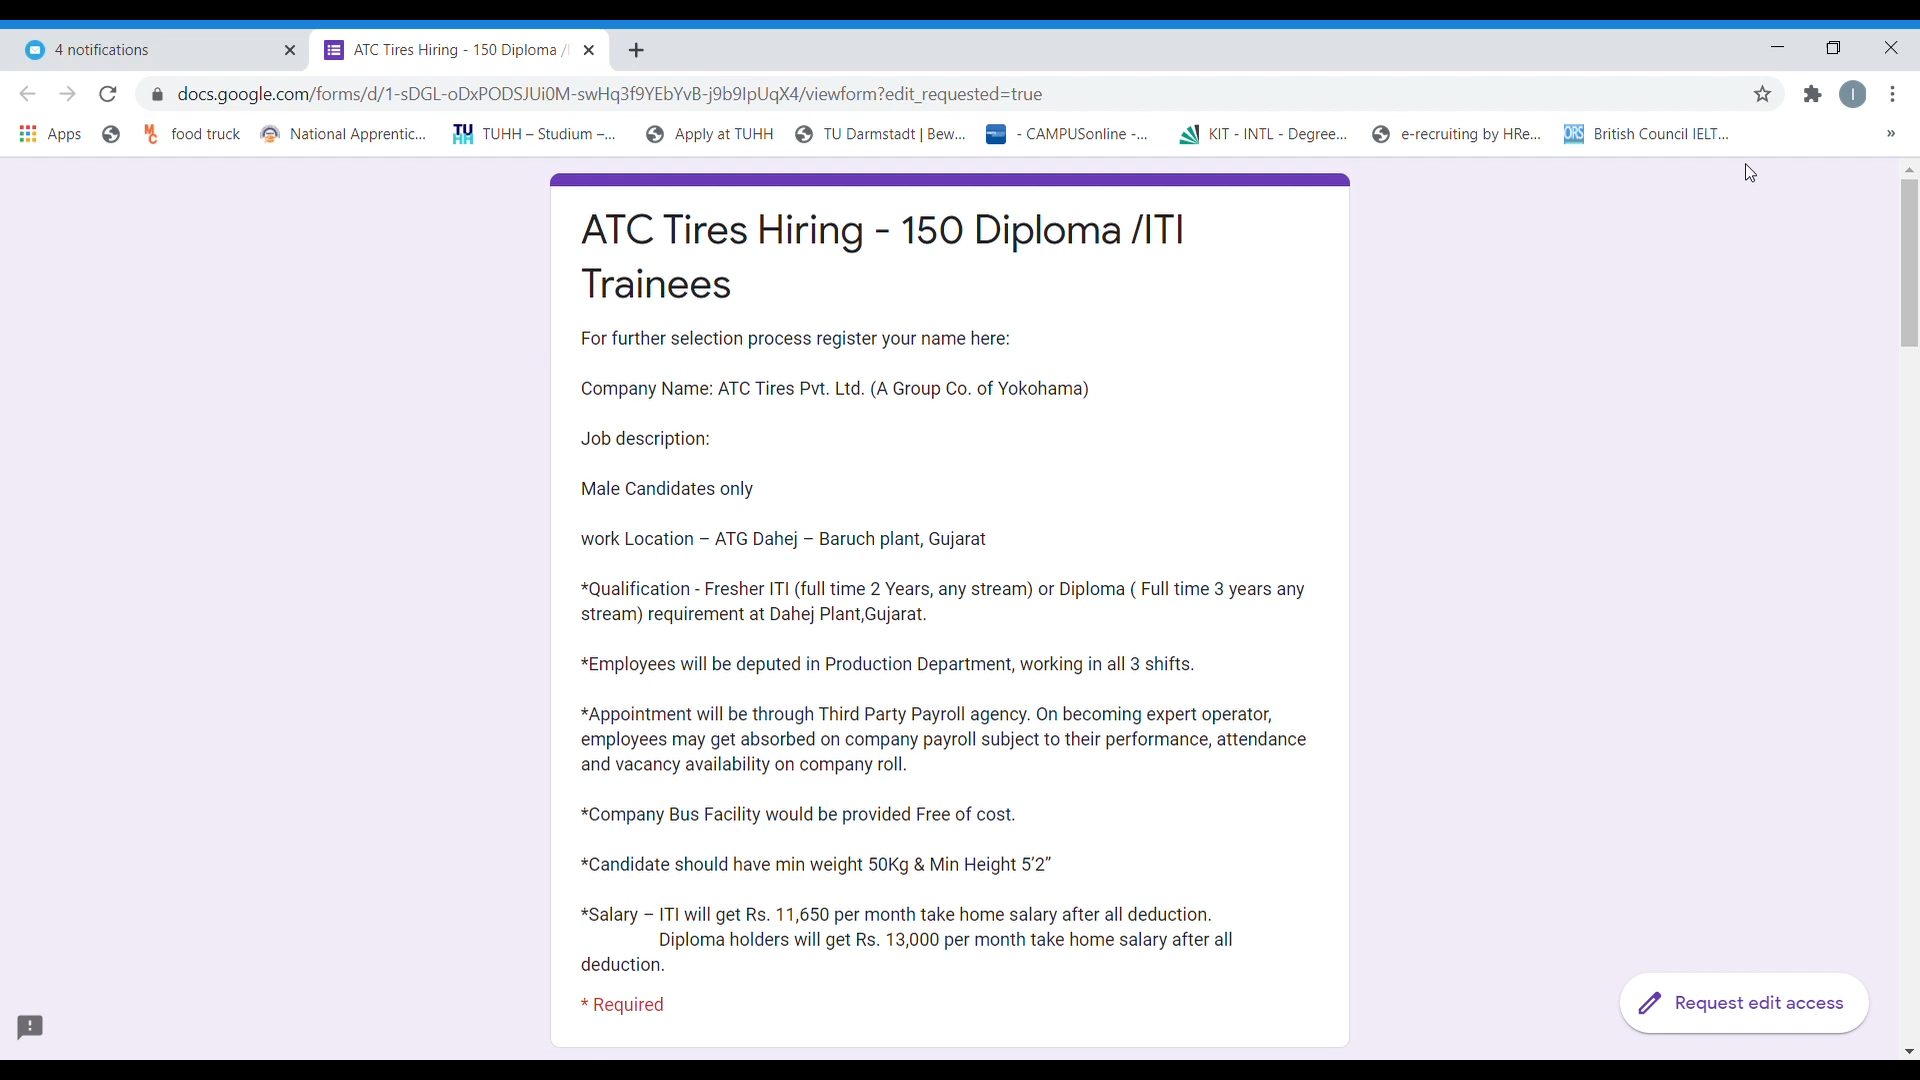 4 notifications
ATC Tires Hiring - 150 Diploma /
docs.google.com/forms/d/1-sDGL-oDxPODSJUi0M-swHq3f9YEbYvB-j9b9IpUqX4/viewform?edit_requested=true
I
Apps
food truck
National Apprentic...
TUHH – Studium –...
Apply at TUHH
TU Darmstadt | Bew...
- CAMPUSonline -...
KIT - INTL - Degree...
e-recruiting by HRe...
British Council IELT...
»
ATC Tires Hiring - 150 Diploma /ITI
Trainees
For further selection process register your name here:
Company Name: ATC Tires Pvt. Ltd. (A Group Co. of Yokohama)
Job description:
Male Candidates only
work Location – ATG Dahej – Baruch plant, Gujarat
*Qualification - Fresher ITI (full time 2 Years, any stream) or Diploma ( Full time 3 years any
stream) requirement at Dahej Plant,Gujarat.
*Employees will be deputed in Production Department, working in all 3 shifts.
*Appointment will be through Third Party Payroll agency. On becoming expert operator,
employees may get absorbed on company payroll subject to their performance, attendance
and vacancy availability on company roll.
*Company Bus Facility would be provided Free of cost.
*Candidate should have min weight 50Kg & Min Height 5’2”
*Salary – ITI will get Rs. 11,650 per month take home salary after all deduction.
Diploma holders will get Rs. 13,000 per month take home salary after all
deduction.
* Required
Request edit access